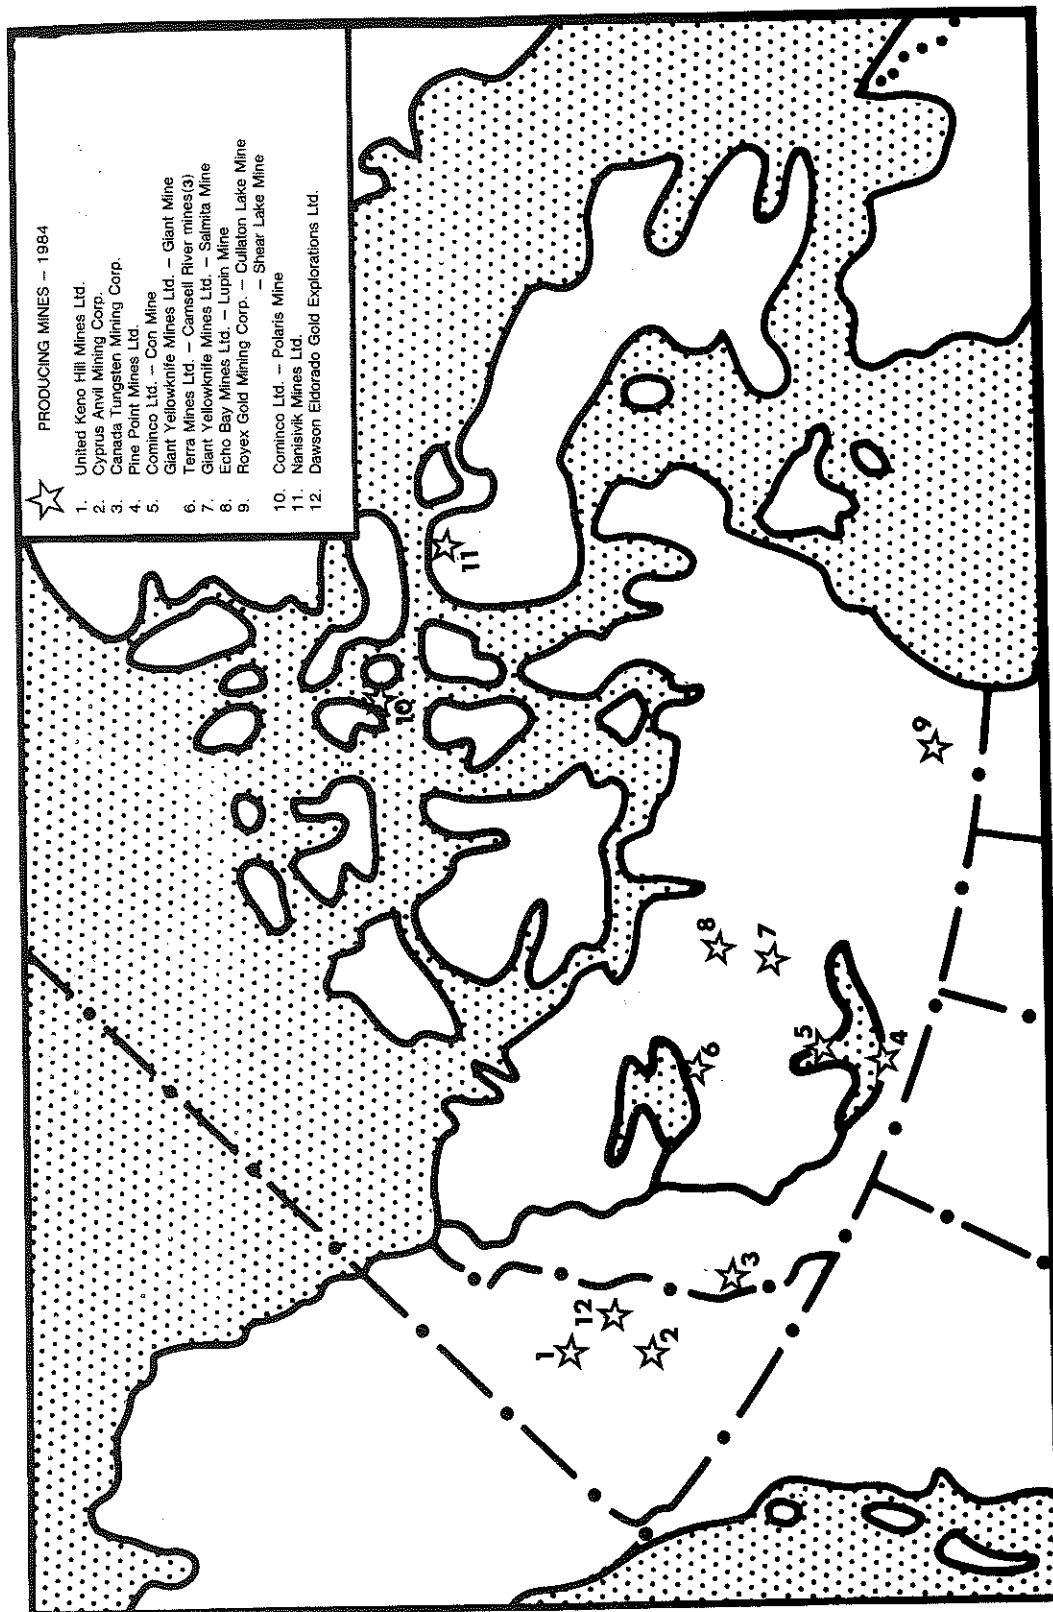 PRODUCING MINES – 1984
1. United Keno Hill Mines Ltd.
2. Cyprus Anvil Mining Corp.
3. Canada Tungsten Mining Corp.
4. Pine Point Mines Ltd.
5. Cominco Ltd. – Con Mine
Giant Yellowknife Mines Ltd. – Giant Mine
6. Terra Mines Ltd. – Camsell River mines(3)
7. Giant Yellowknife Mines Ltd. – Salmita Mine
8. Echo Bay Mines Ltd. – Lupin Mine
9. Royex Gold Mining Corp. – Cullaton Lake Mine
– Shear Lake Mine
10. Cominco Ltd. – Polaris Mine
11. Nanisivik Mines Ltd.
12. Dawson Eldorado Gold Explorations Ltd.
10
11
1
12
2
3
6
8
7
5
4
9